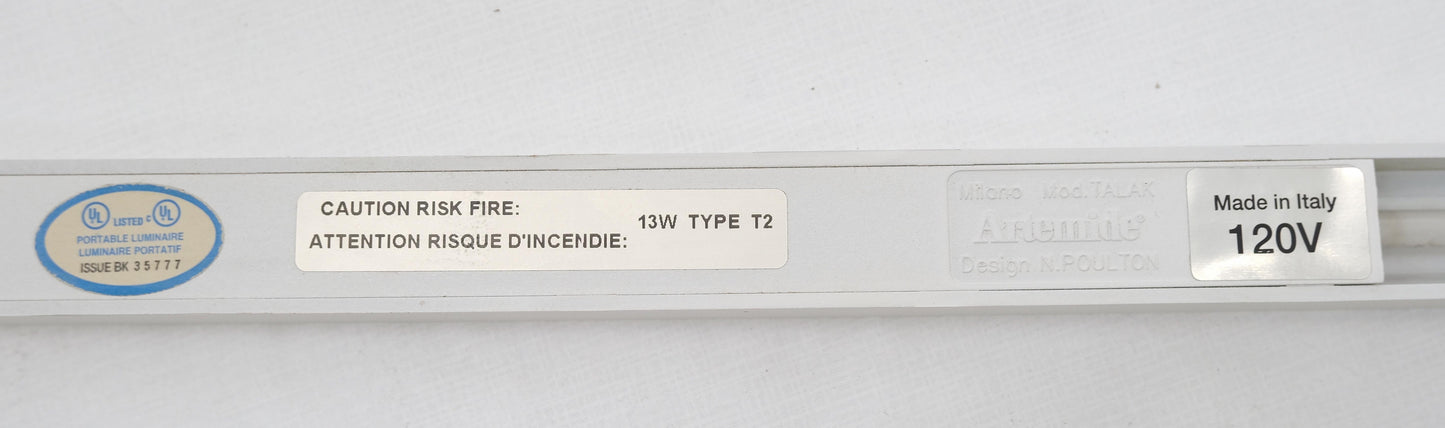 UL LISTED c UL
PORTABLE LUMINAIRE
LUMINAIRE PORTATIF
ISSUE BK 35777
CAUTION RISK FIRE:
ATTENTION RISQUE D'INCENDIE:
13W TYPE T2
Milano Mod. TALAK
Artemide®
Design N. POULTON
Made in Italy
120V